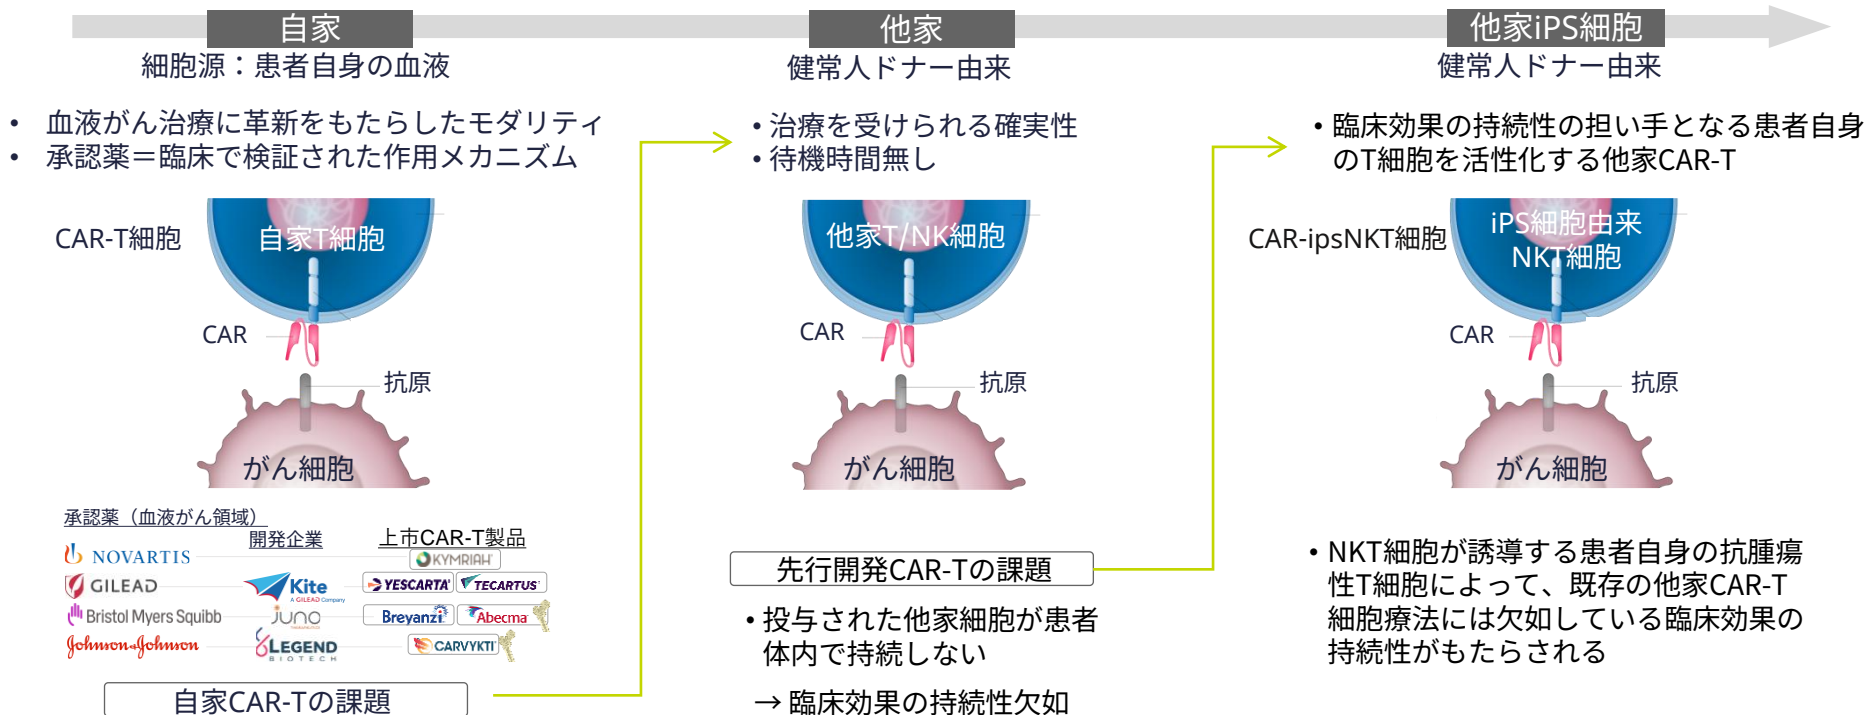 自家
細胞源：患者自身の血液
• 血液がん治療に革新をもたらしたモダリティ
• 承認薬＝臨床で検証された作用メカニズム
CAR-T細胞
自家T細胞
CAR
抗原
がん細胞
承認薬（血液がん領域）
開発企業
上市CAR-T製品
NOVARTIS
KYMRIAH
GILEAD
Kite
A GILEAD Company
YESCARTA
TECARTUS
Bristol Myers Squibb
JUNO
Breyanzi
Abecma
Johnson&Johnson
LEGEND
BIOTECH
CARVYKTI
自家CAR-Tの課題
他家
健常人ドナー由来
• 治療を受けられる確実性
• 待機時間無し
他家T/NK細胞
CAR
抗原
がん細胞
先行開発CAR-Tの課題
• 投与された他家細胞が患者
体内で持続しない
→ 臨床効果の持続性欠如
他家iPS細胞
健常人ドナー由来
• 臨床効果の持続性の担い手となる患者自身
のT細胞を活性化する他家CAR-T
CAR-ipsNKT細胞
iPS細胞由来
NKT細胞
CAR
抗原
がん細胞
• NKT細胞が誘導する患者自身の抗腫瘍
性T細胞によって、既存の他家CAR-T
細胞療法には欠如している臨床効果の
持続性がもたらされる